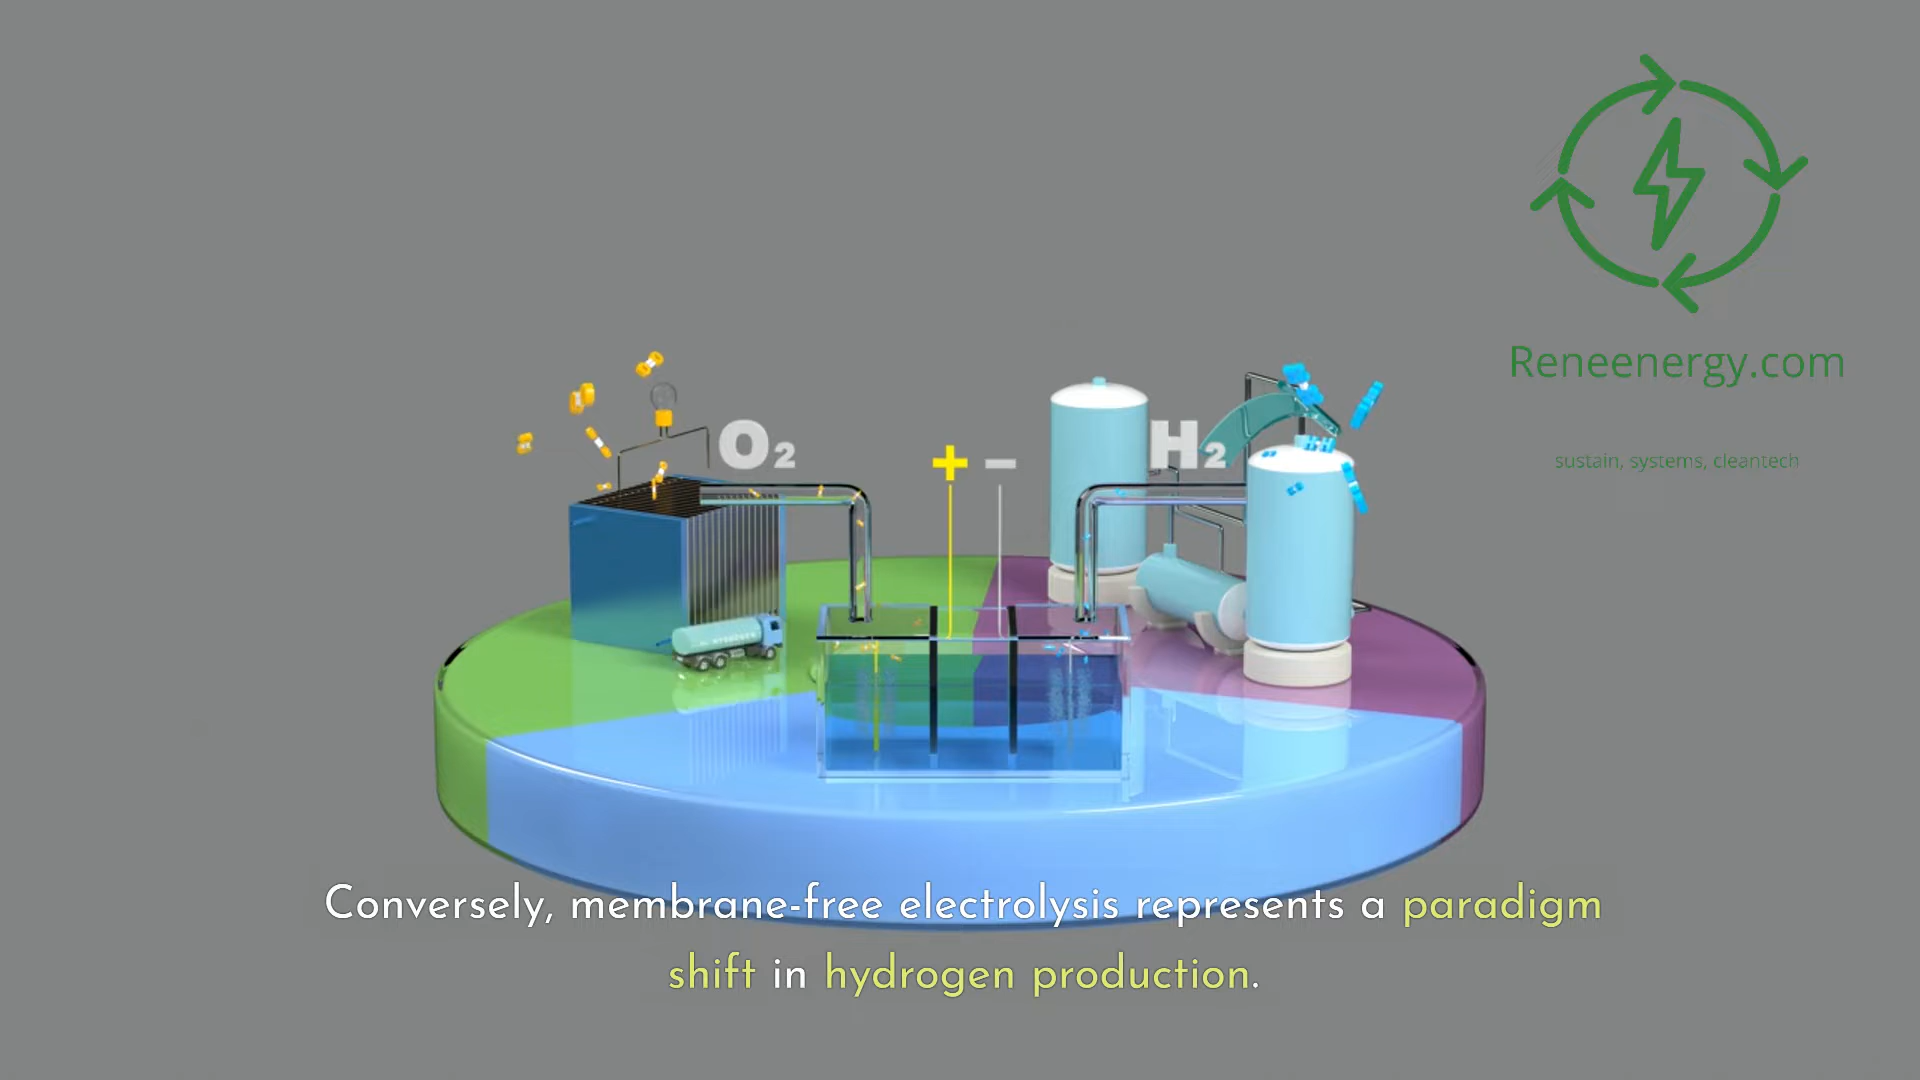 Reneenergy.com
sustain, systems, cleantech
O₂
+ −
H₂
Conversely, membrane-free electrolysis represents a paradigm
shift in hydrogen production.